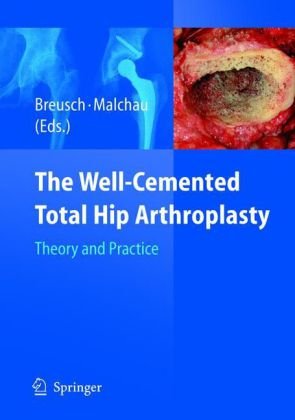 Breusch · Malchau
(Eds.)
The Well-Cemented
Total Hip Arthroplasty
Theory and Practice
Springer